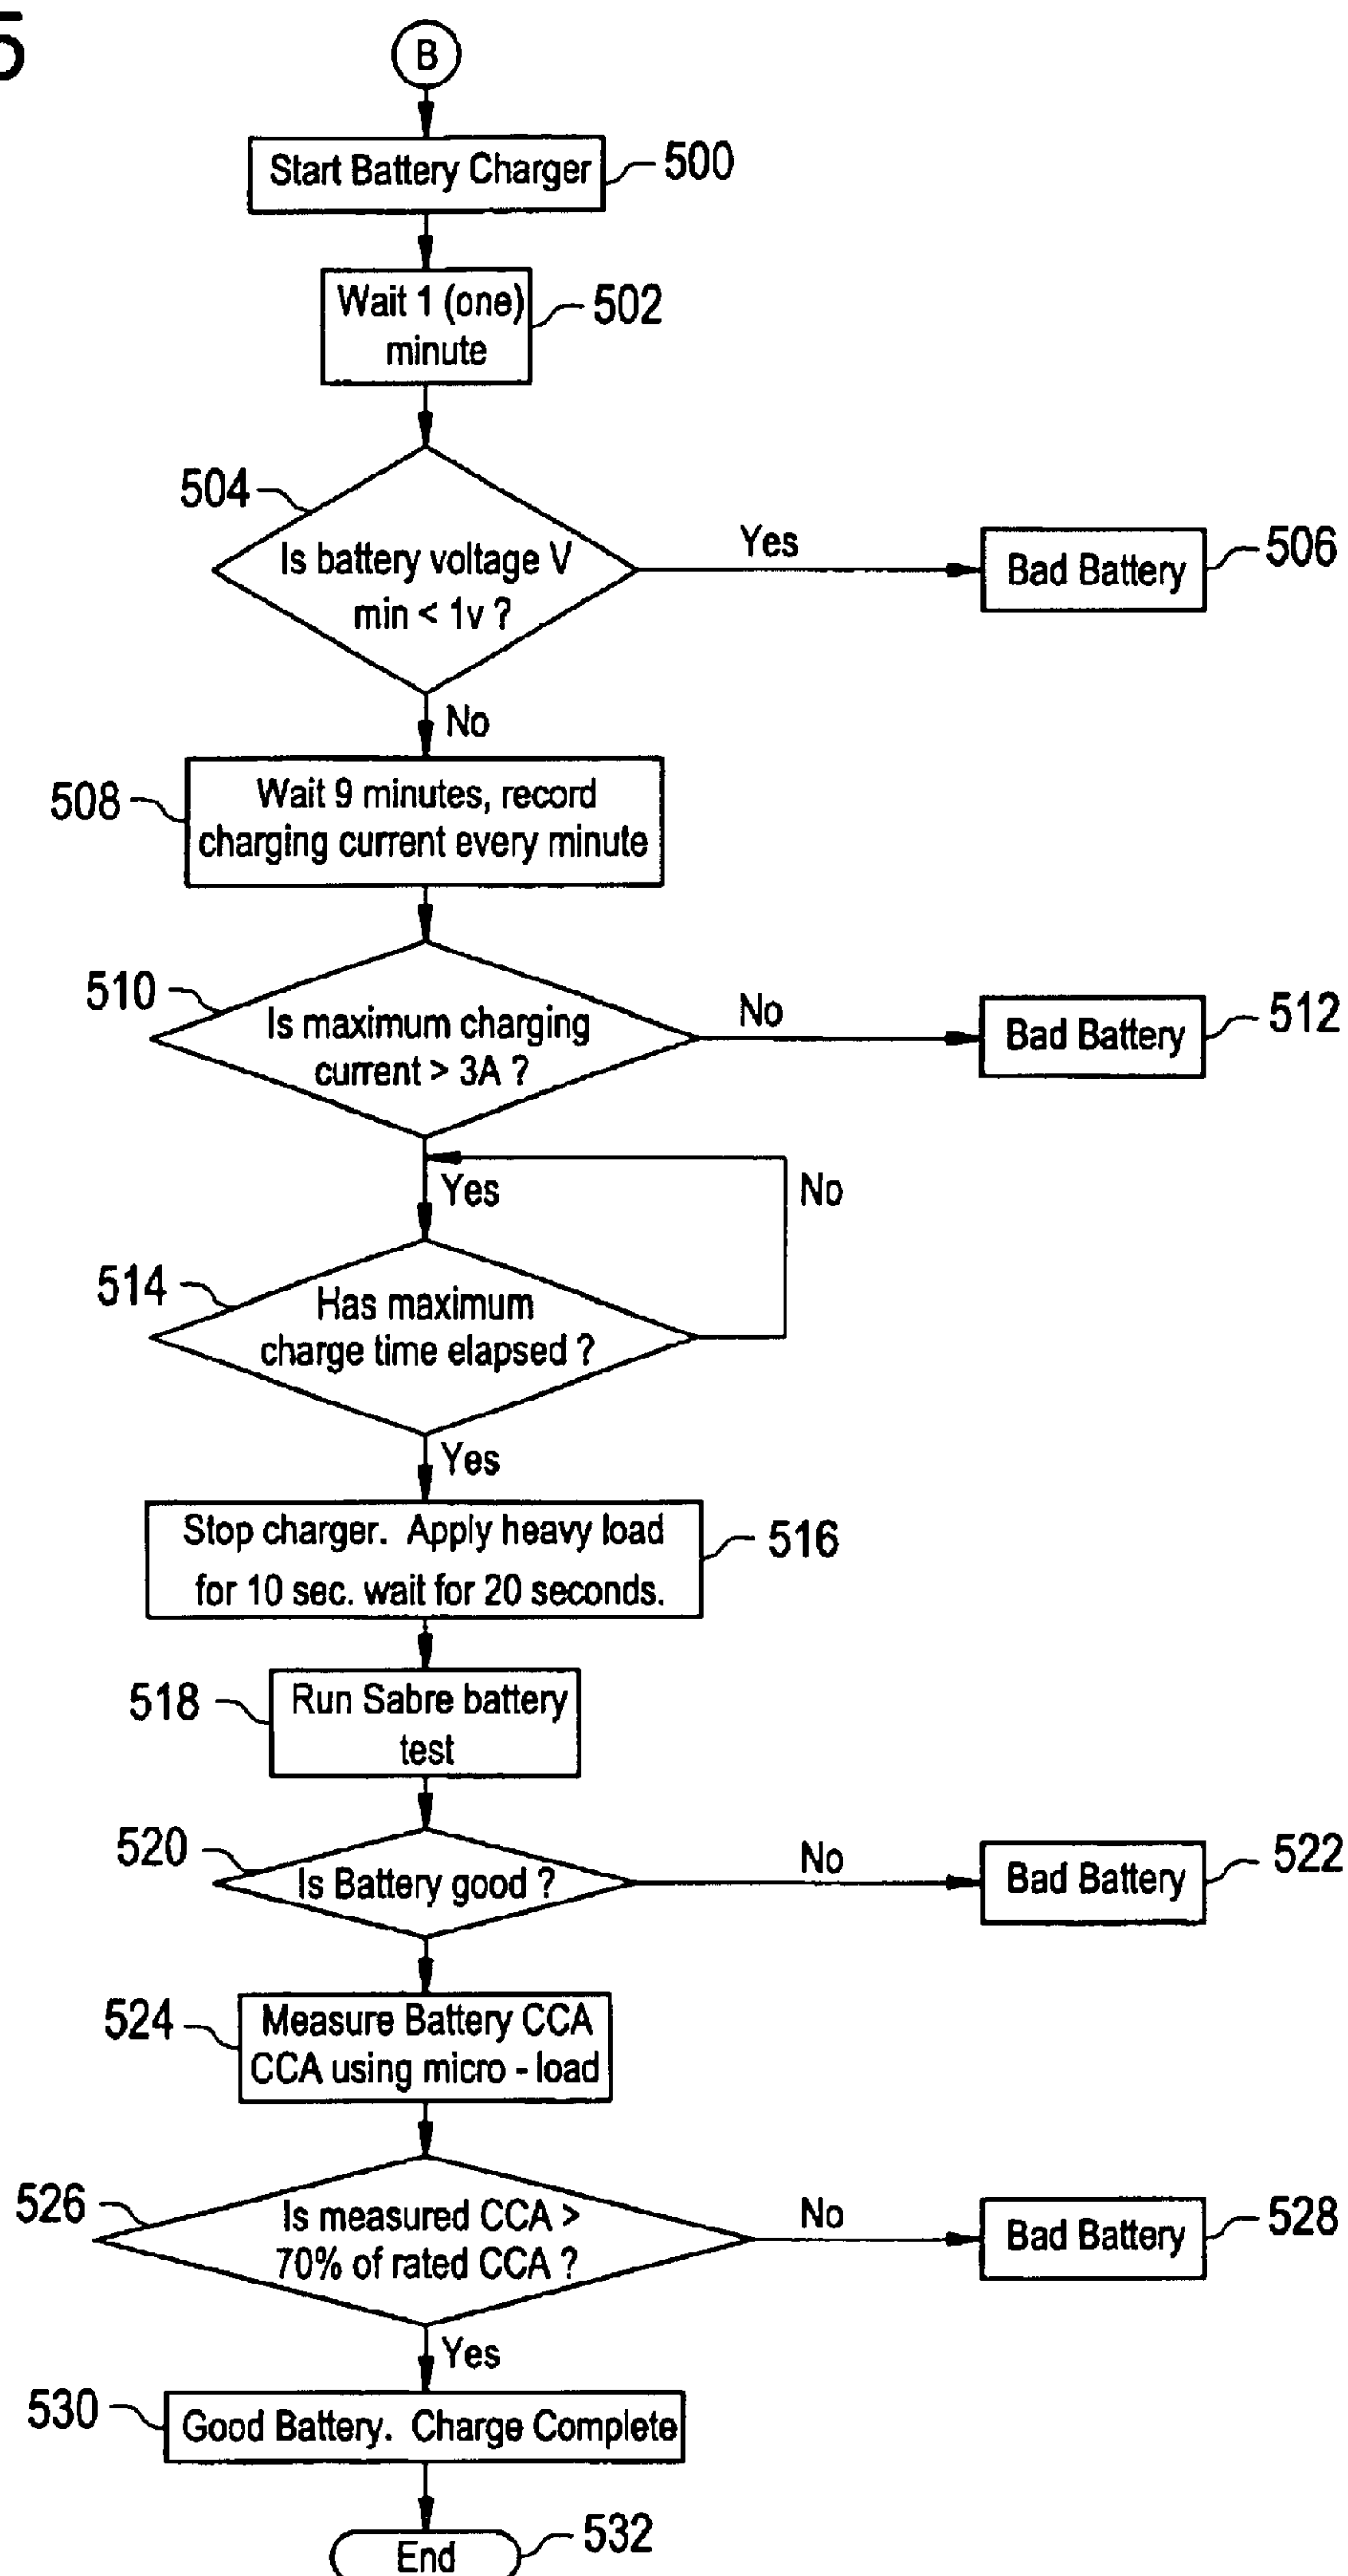 5
B
Start Battery Charger
500
Wait 1 (one)
minute
502
504
Is battery voltage V
min < 1v ?
Yes
Bad Battery
506
No
508
Wait 9 minutes, record
charging current every minute
510
Is maximum charging
current > 3A ?
No
Bad Battery
512
Yes
No
514
Has maximum
charge time elapsed ?
Yes
Stop charger. Apply heavy load
for 10 sec. wait for 20 seconds.
516
518
Run Sabre battery
test
520
Is Battery good ?
No
Bad Battery
522
524
Measure Battery CCA
CCA using micro - load
526
Is measured CCA >
70% of rated CCA ?
No
Bad Battery
528
Yes
530
Good Battery. Charge Complete
End
532